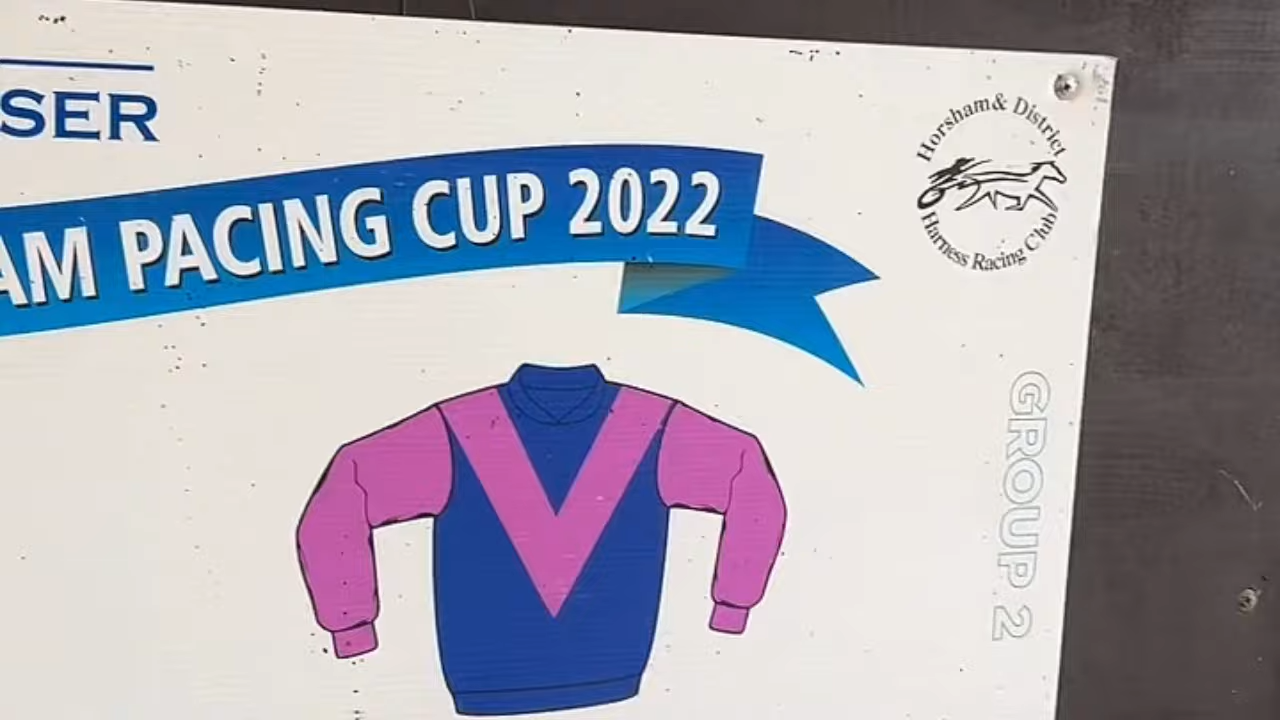 SER
AM PACING CUP 2022
Horsham & District
Harness Racing Club
GROUP 2